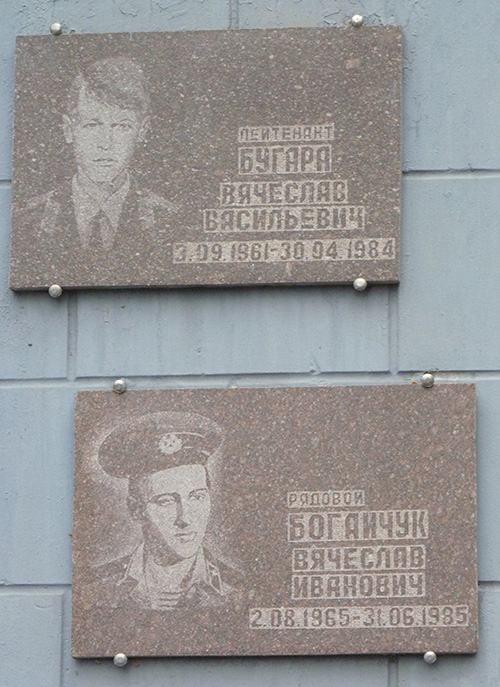 ЛЕЙТЕНАНТ
БУГАРА
ВЯЧЕСЛАВ
ВАСИЛЬЕВИЧ
3.09.1961-30.04.1984
РЯДОВОЙ
БОГАЙЧУК
ВЯЧЕСЛАВ
ИВАНОВИЧ
2.08.1965-31.06.1985